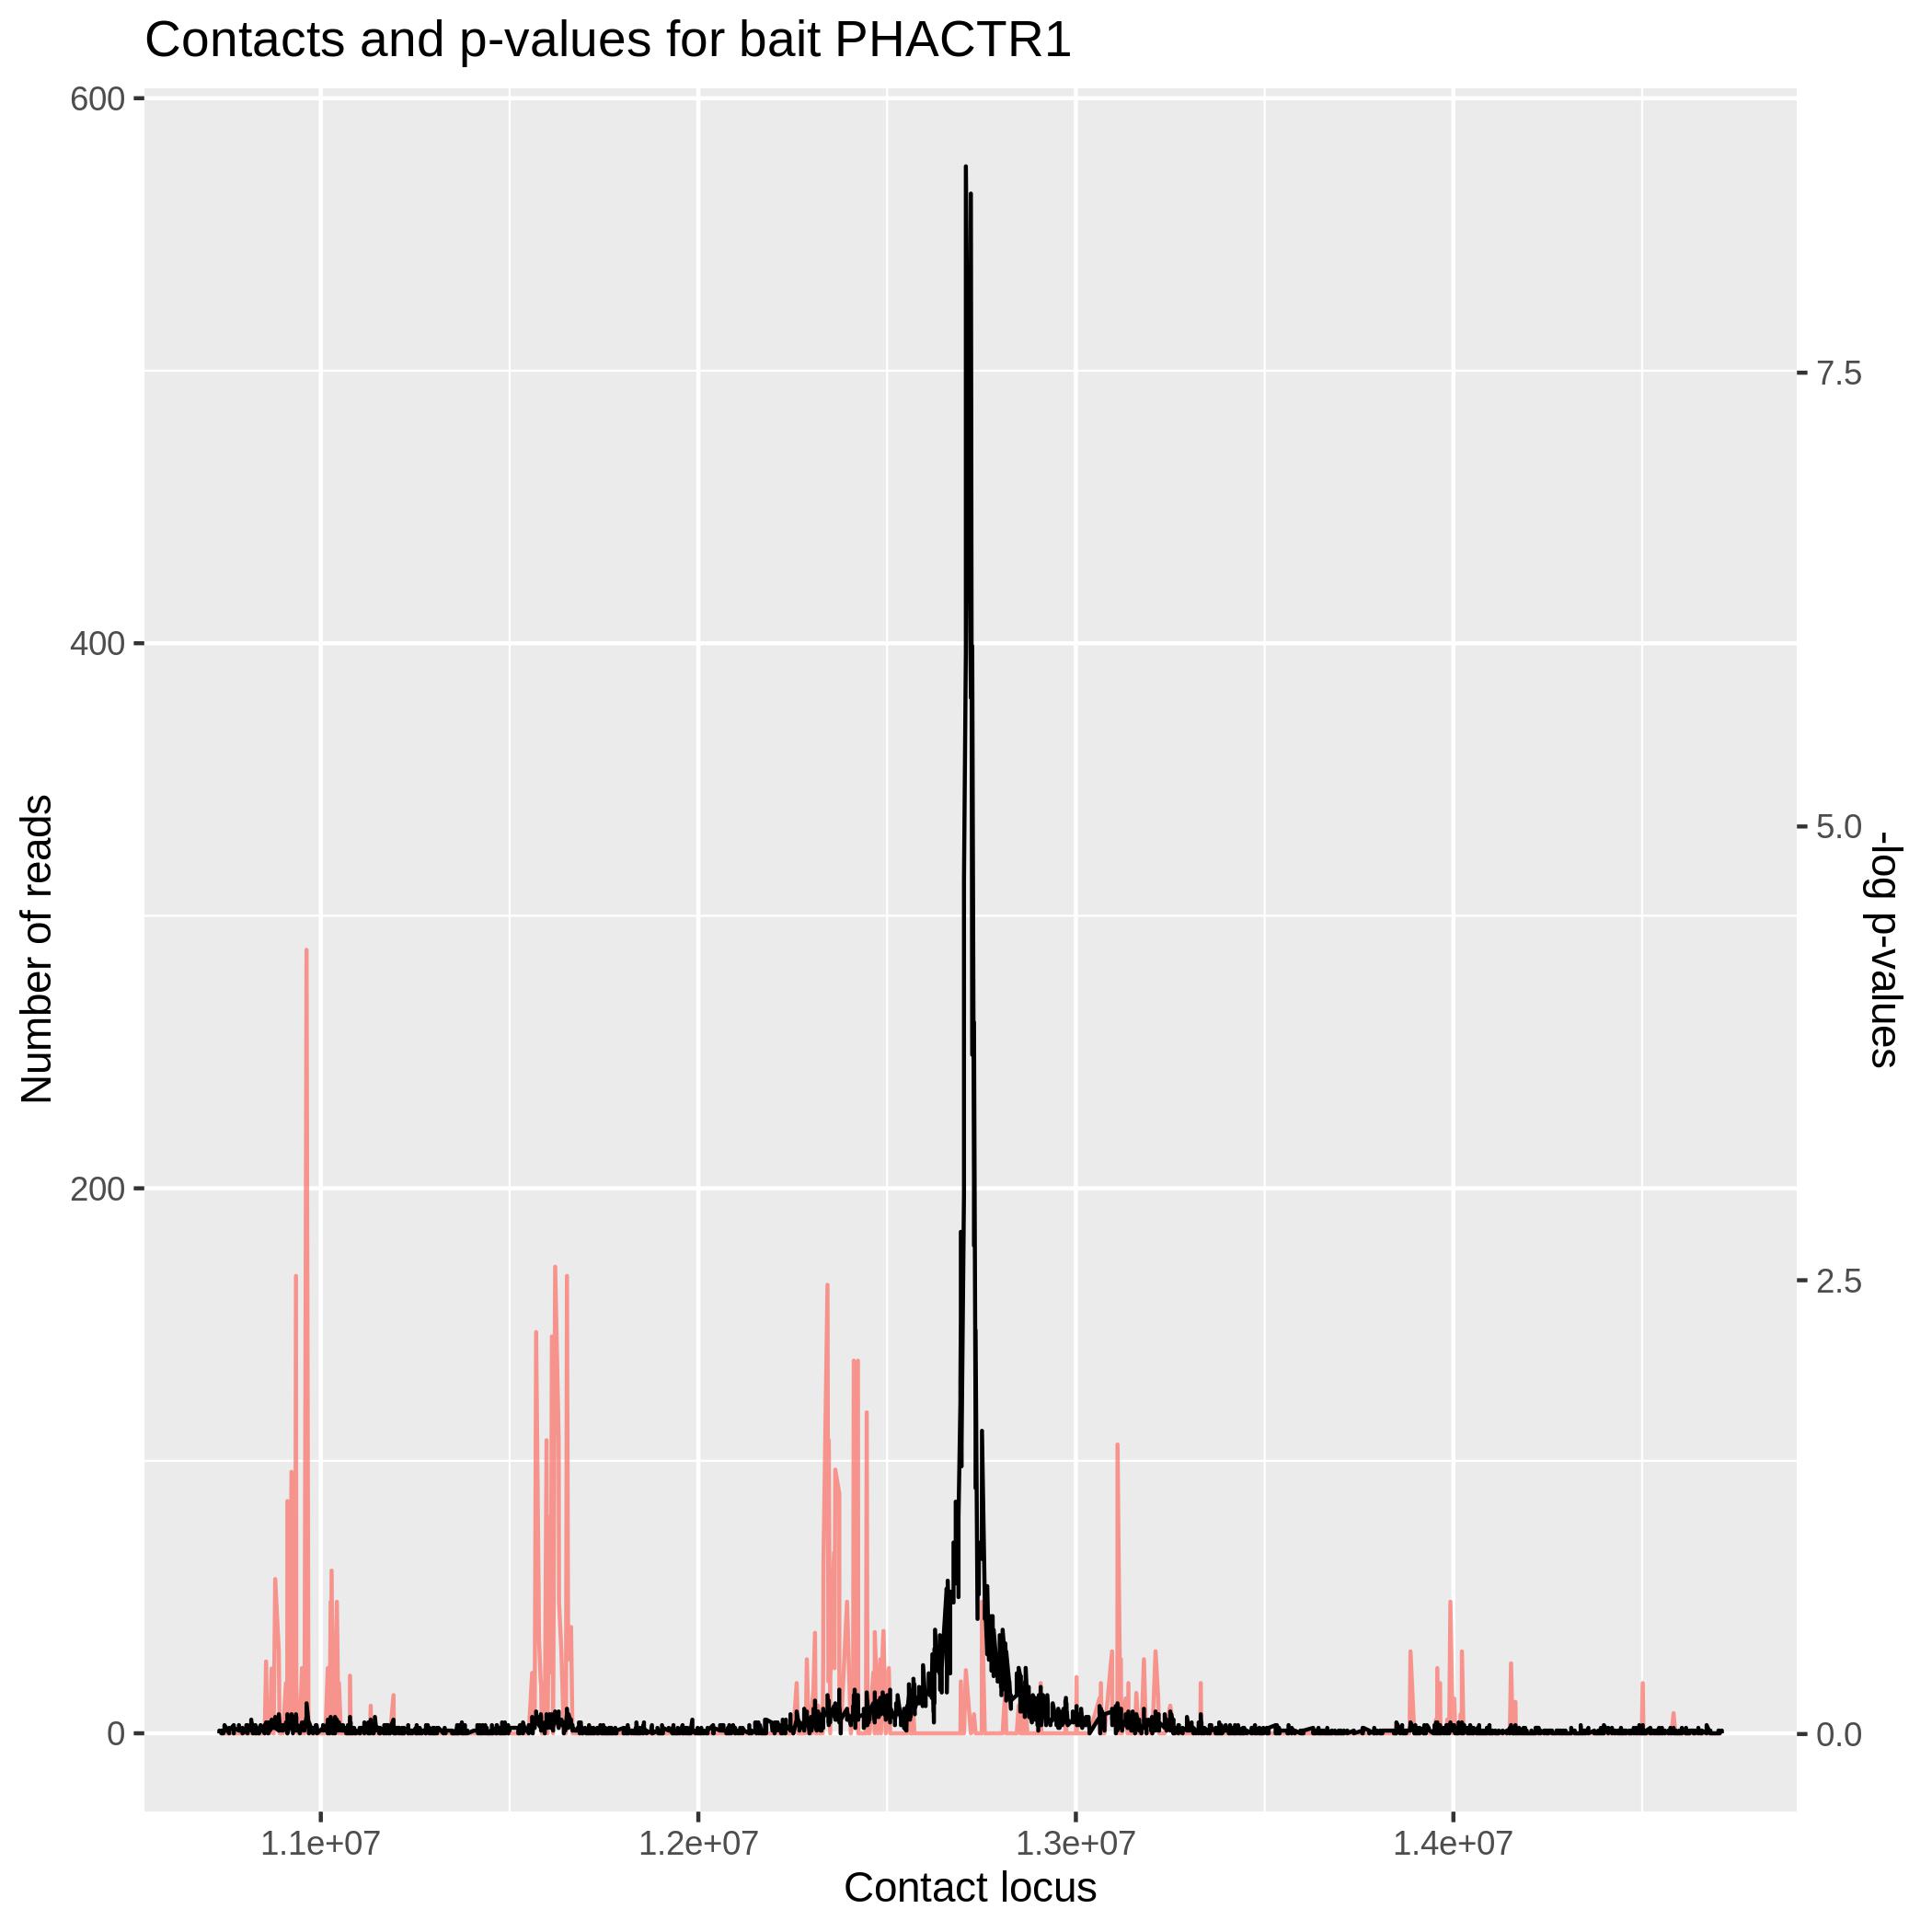 Contacts and p-values for bait PHACTR1
600
400
200
0
Number of reads
7.5
5.0
2.5
0.0
-log p-values
1.1e+07
1.2e+07
1.3e+07
1.4e+07
Contact locus